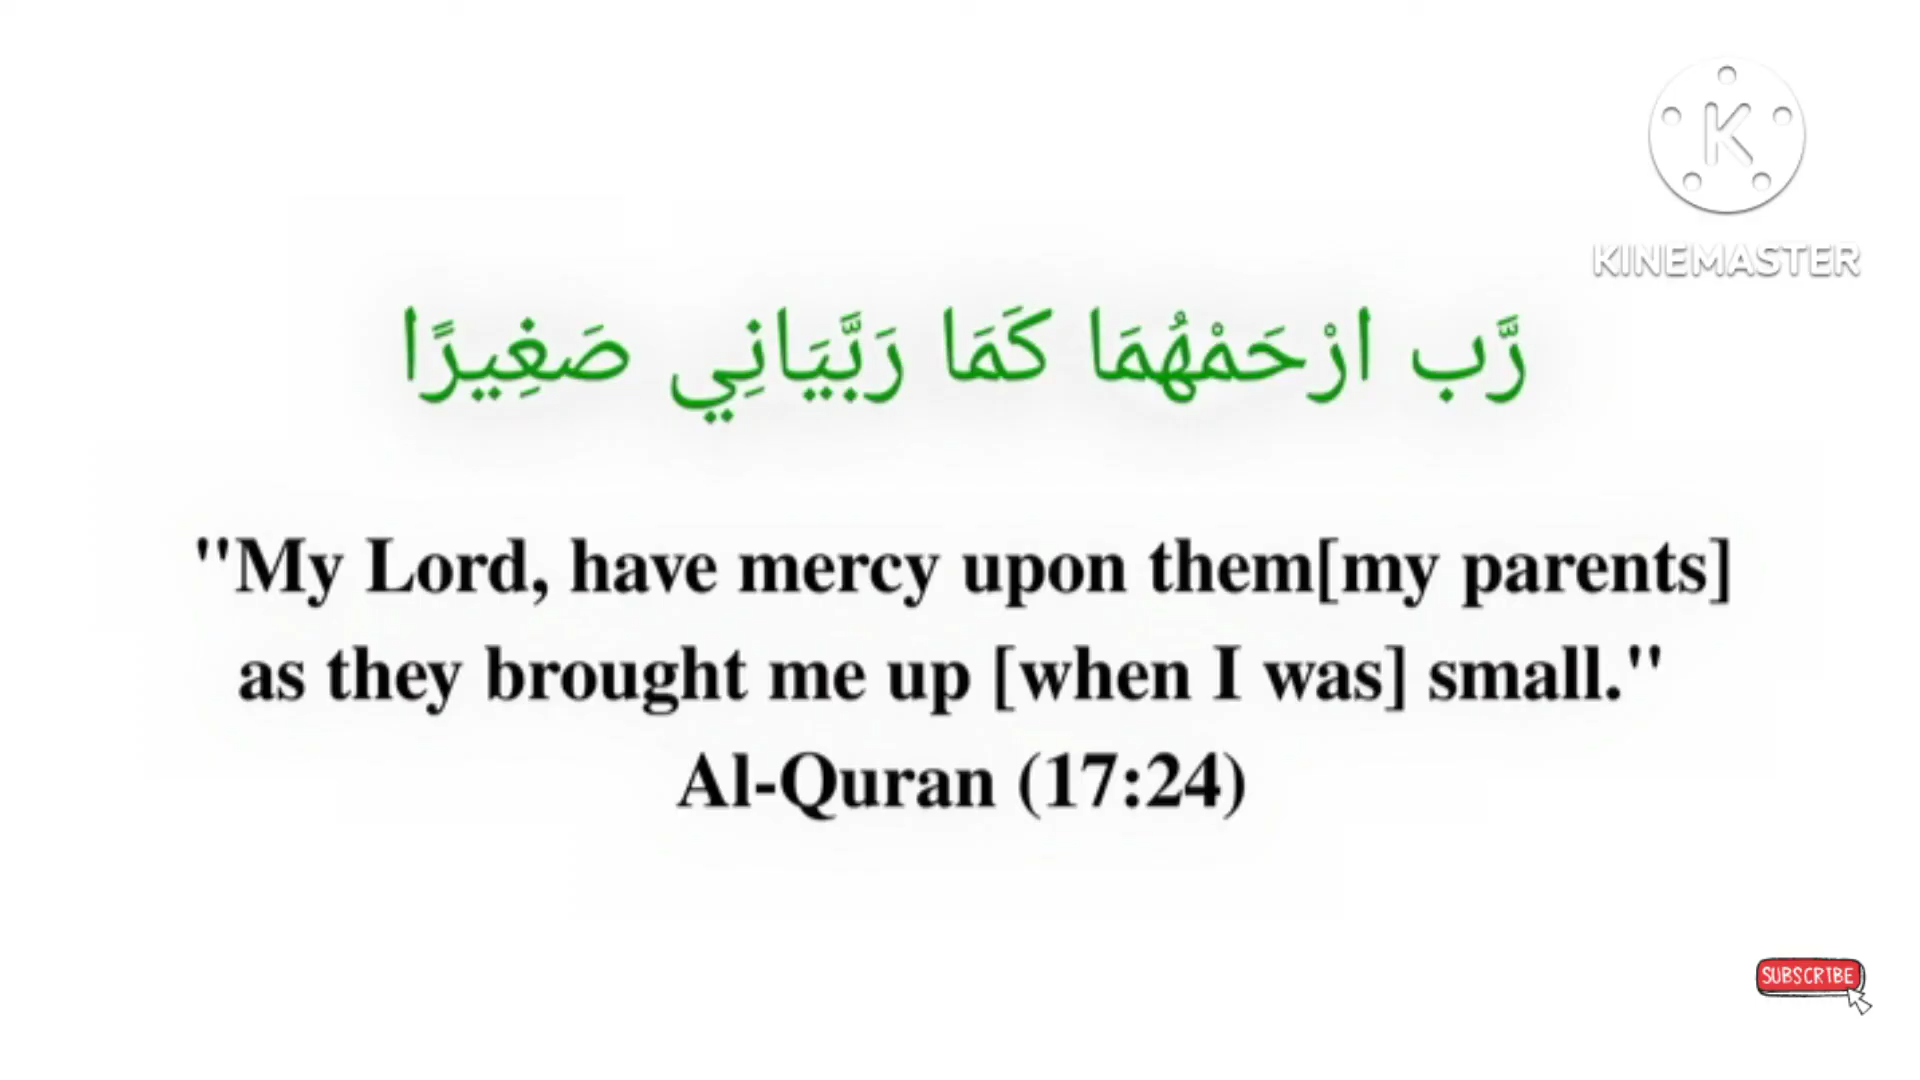 KINEMASTER
رَّب ارْحَمْهُمَا كَمَا رَبَّيَانِي صَغِيرًا
"My Lord, have mercy upon them[my parents]
as they brought me up [when I was] small."
Al-Quran (17:24)
SUBSCRIBE